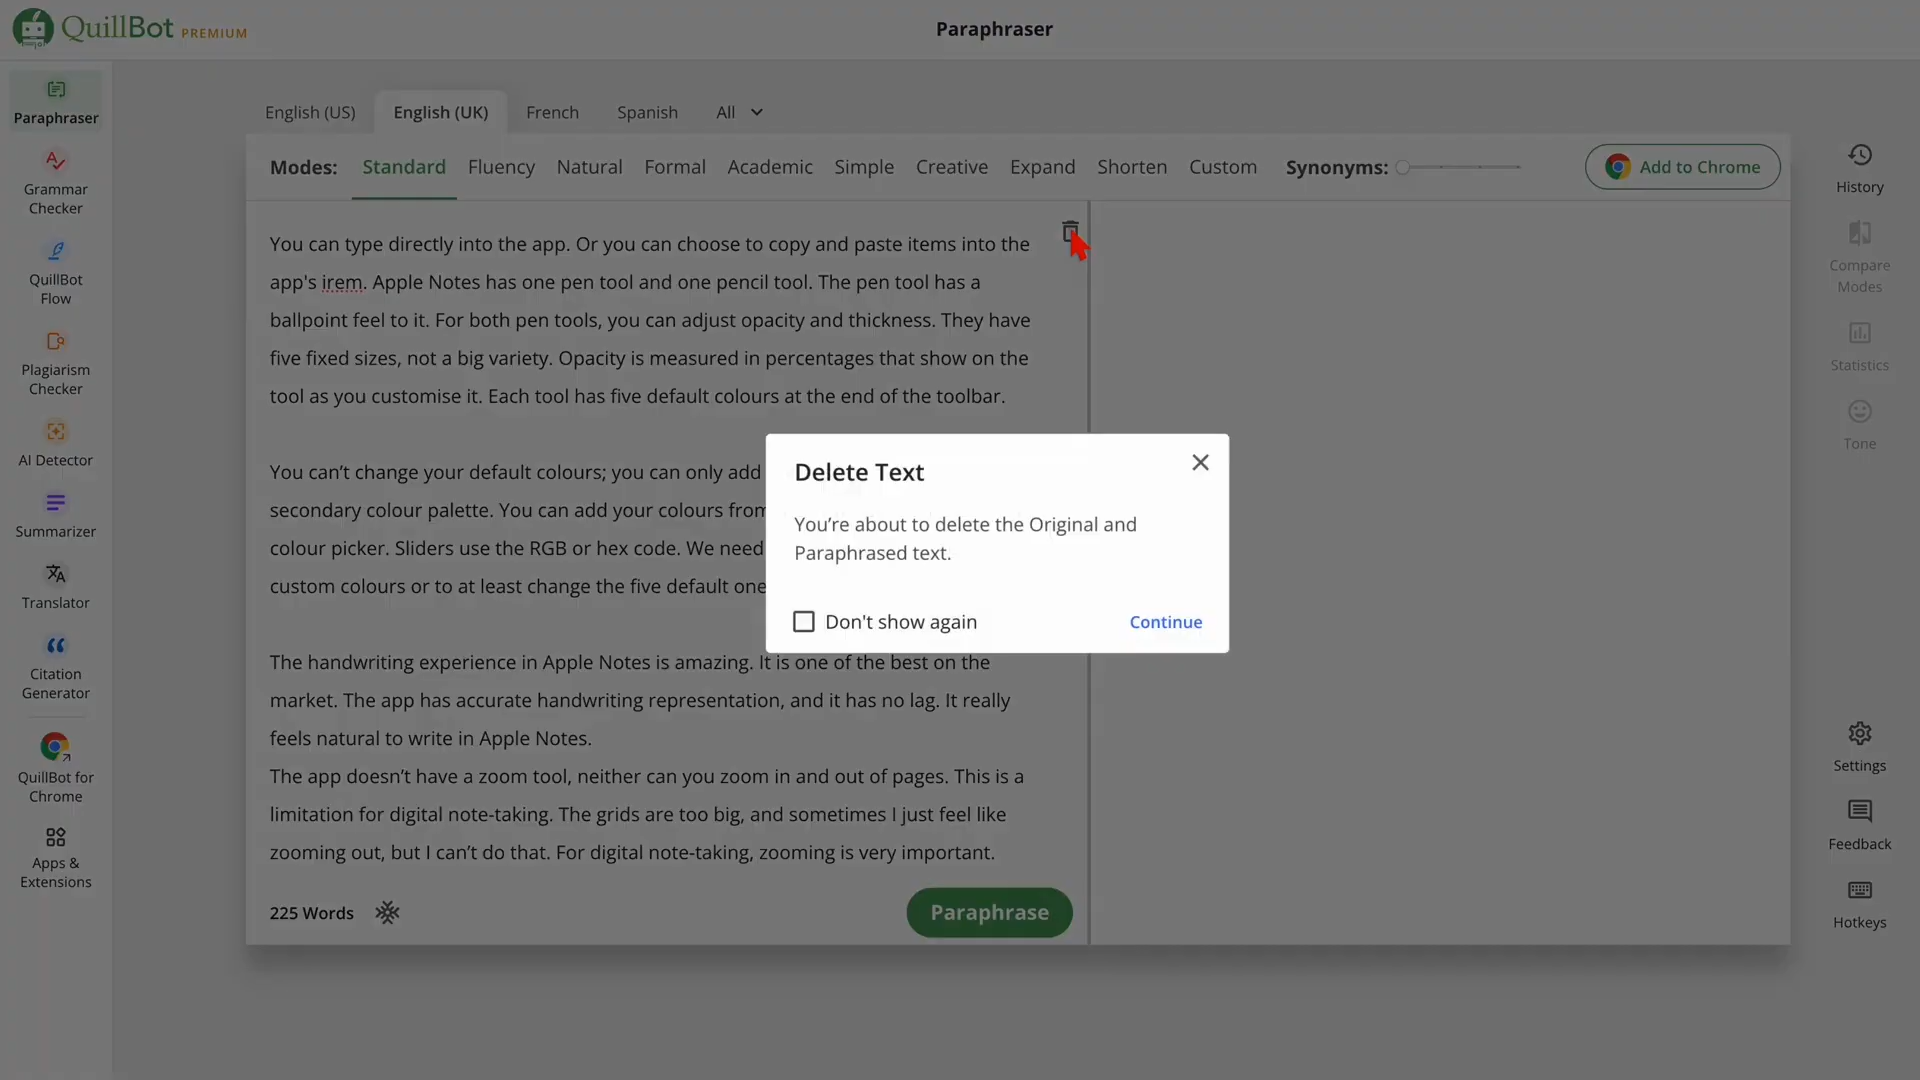 QuillBot PREMIUM
Paraphraser
Paraphraser
Grammar
Checker
QuillBot
Flow
Plagiarism
Checker
AI Detector
Summarizer
Translator
Citation
Generator
QuillBot for
Chrome
Apps &
Extensions
English (US) English (UK) French Spanish All
Modes: Standard Fluency Natural Formal Academic Simple Creative Expand Shorten Custom Synonyms: Add to Chrome
You can type directly into the app. Or you can choose to copy and paste items into the
app's irem. Apple Notes has one pen tool and one pencil tool. The pen tool has a
ballpoint feel to it. For both pen tools, you can adjust opacity and thickness. They have
five fixed sizes, not a big variety. Opacity is measured in percentages that show on the
tool as you customise it. Each tool has five default colours at the end of the toolbar.
You can’t change your default colours; you can only add
secondary colour palette. You can add your colours from
colour picker. Sliders use the RGB or hex code. We need
custom colours or to at least change the five default one
The handwriting experience in Apple Notes is amazing. It is one of the best on the
market. The app has accurate handwriting representation, and it has no lag. It really
feels natural to write in Apple Notes.
The app doesn’t have a zoom tool, neither can you zoom in and out of pages. This is a
limitation for digital note-taking. The grids are too big, and sometimes I just feel like
zooming out, but I can’t do that. For digital note-taking, zooming is very important.
225 Words
Paraphrase
Delete Text
You’re about to delete the Original and
Paraphrased text.
Don't show again
Continue
History
Compare
Modes
Statistics
Tone
Settings
Feedback
Hotkeys